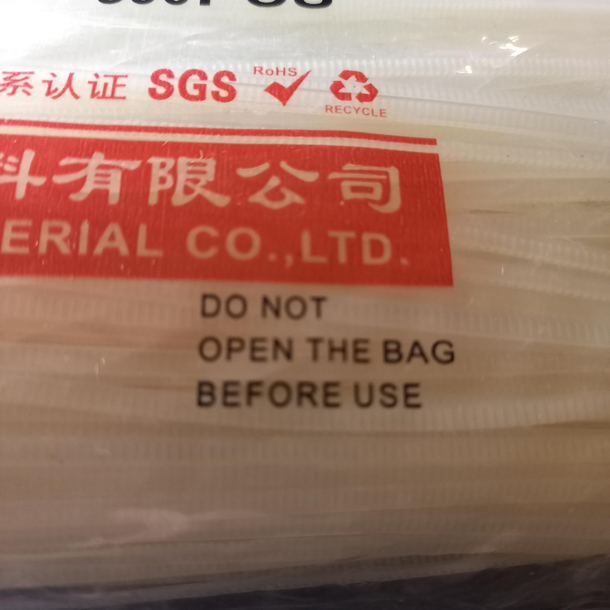 系认证 SGS RoHS
RECYCLE
料有限公司
ERIAL CO.,LTD.
DO NOT
OPEN THE BAG
BEFORE USE